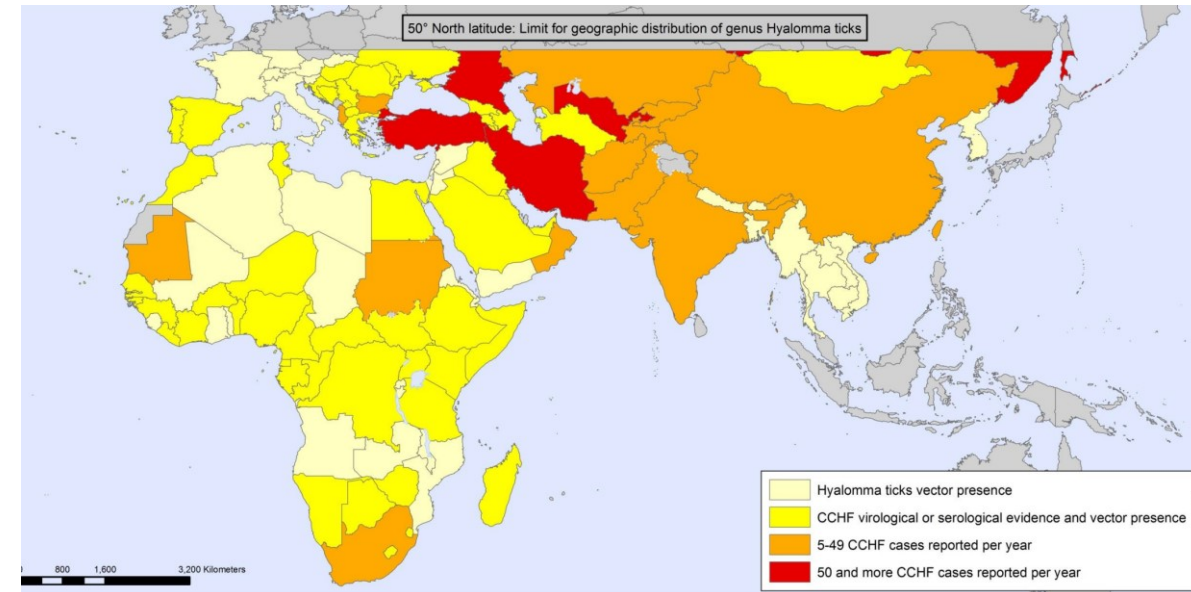 50° North latitude: Limit for geographic distribution of genus Hyalomma ticks
Hyalomma ticks vector presence
CCHF virological or serological evidence and vector presence
5-49 CCHF cases reported per year
50 and more CCHF cases reported per year
800 1,600 3,200 Kilometers